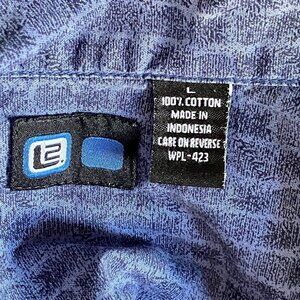 L
100% COTTON
MADE IN
INDONESIA
CARE ON REVERSE
WPL-423